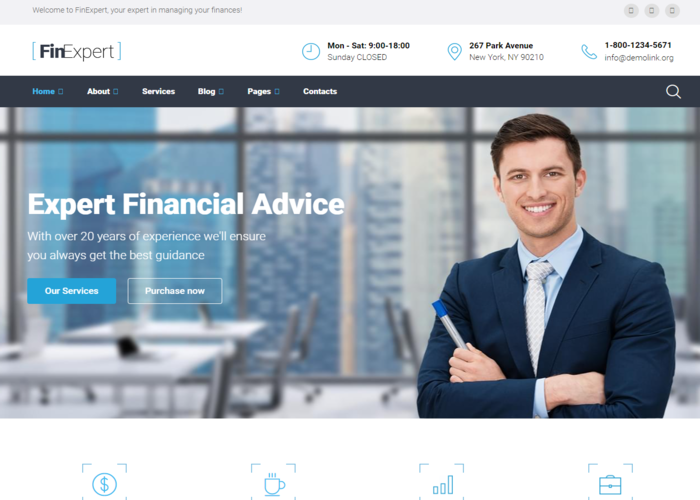 Welcome to FinExpert, your expert in managing your finances!
[ FinExpert ]
Mon - Sat: 9:00-18:00
Sunday CLOSED
267 Park Avenue
New York, NY 90210
1-800-1234-5671
info@demolink.org
Home About Services Blog Pages Contacts
Expert Financial Advice
With over 20 years of experience we'll ensure
you always get the best guidance
Our Services Purchase now
$